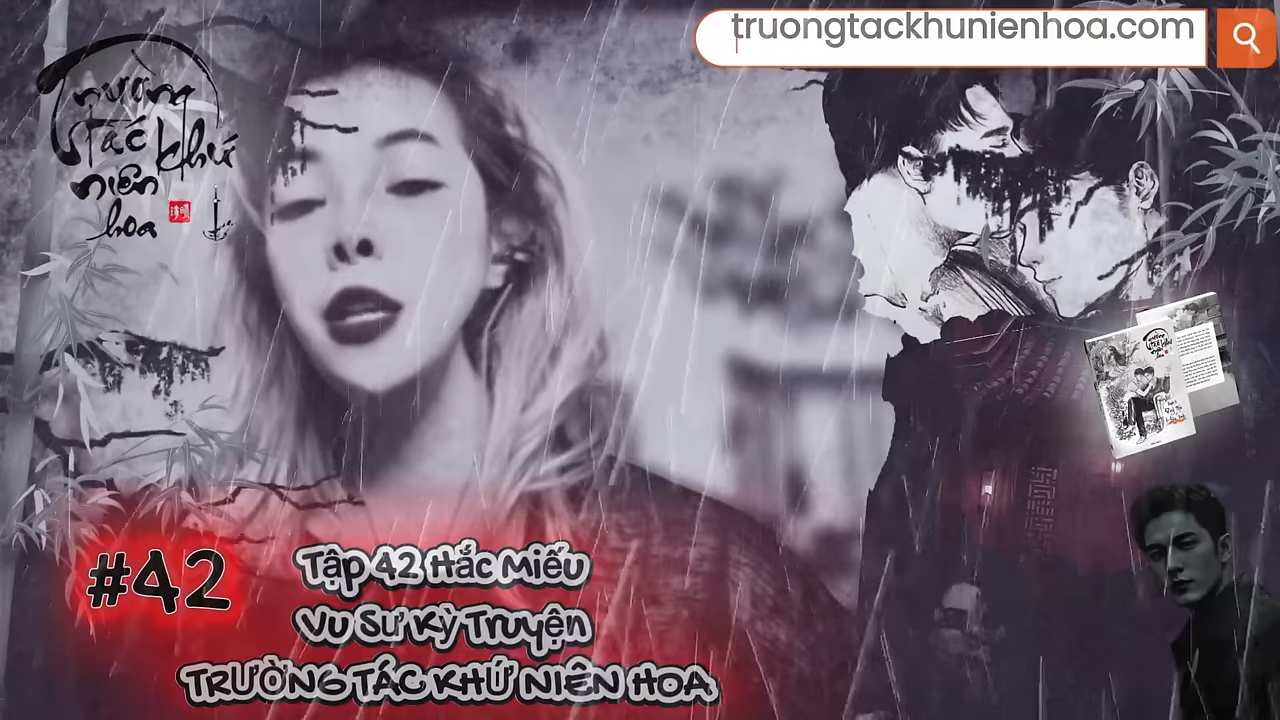 truongtackhunienhoa.com
Trường
Tác Khứ
niên
hoa
#42
Tập 42 Hắc Miếu
Vu Sư Kỳ Truyện
TRƯỜNG TÁC KHỨ NIÊN HOA